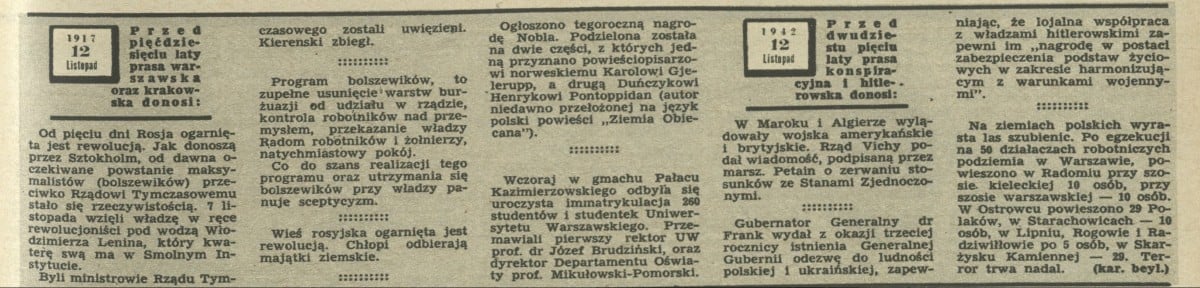 1917
12
Listopad
Przed
pięćdzie-
sięciu laty
prasa war-
szawska
oraz krakow-
ska donosi:
Od pięciu dni Rosja ogarnię-
ta jest rewolucją. Jak donoszą
przez Sztokholm, od dawna o-
czekiwane powstanie maksy-
malistów (bolszewików) prze-
ciwko Rządowi Tymczasowemu
stało się rzeczywistością. 7 li-
stopada wzięli władzę w ręce
rewolucjoniści pod wodzą Wło-
dzimierza Lenina, który kwa-
terę swą ma w Smolnym In-
stytucie.
Byli ministrowie Rządu Tym-
czasowego zostali uwięzieni.
Kierenski zbiegł.
Program bolszewików, to
zupełne usunięcie warstw bur-
żuazji od udziału w rządzie,
kontrola robotników nad prze-
mysłem, przekazanie władzy
Radom robotników i żołnierzy,
natychmiastowy pokój.
Co do szans realizacji tego
programu oraz utrzymania się
bolszewików przy władzy pa-
nuje sceptycyzm.
Wieś rosyjska ogarnięta jest
rewolucją. Chłopi odbierają
majątki ziemskie.
Ogłoszono tegoroczną nagro-
dę Nobla. Podzielona została
na dwie części, z których jed-
ną przyznano powieściopisarzo-
wi norweskiemu Karolowi Gje-
lerupp, a drugą Duńczykowi
Henrykowi Pontoppidan (autor
niedawno przełożonej na język
polski powieści „Ziemia Obie-
cana").
Wczoraj w gmachu Pałacu
Kazimierzowskiego odbyła się
uroczysta immatrykulacja 260
studentów i studentek Uniwer-
sytetu Warszawskiego. Prze-
mawiali pierwszy rektor UW
prof. dr Józef Brudziński, oraz
dyrektor Departamentu Oświa-
ty prof. Mikułowski-Pomorski.
1942
12
Listopad
Przed
dwudzie-
stu pięciu
laty prasa
konspira-
cyjna i hitle-
rowska donosi:
W Maroku i Algierze wylą-
dowały wojska amerykańskie
i brytyjskie. Rząd Vichy po-
dał wiadomość, podpisaną przez
marsz. Petain o zerwaniu sto-
sunków ze Stanami Zjednoczo-
nymi.
Gubernator Generalny dr
Frank wydał z okazji trzeciej
rocznicy istnienia Generalnej
Gubernii odezwę do ludności
polskiej i ukraińskiej, zapew-
niając, że lojalna współpraca
z władzami hitlerowskimi za-
pewni im „nagrodę w postaci
zabezpieczenia podstaw życio-
wych w zakresie harmonizują-
cym z warunkami wojenny-
mi".
Na ziemiach polskich wyra-
sta las szubienic. Po egzekucji
na 50 działaczach robotniczych
podziemia w Warszawie, po-
wieszono w Radomiu przy szo-
sie kieleckiej 10 osób, przy
szosie warszawskiej — 10 osób.
W Ostrowcu powieszono 29 Po-
laków, w Starachowicach — 10
osób, w Lipniu, Rogowie i Ra-
dziwiłłowie po 5 osób, w Skar-
żysku Kamiennej — 29. Ter-
ror trwa nadal. (kar. beyl.)